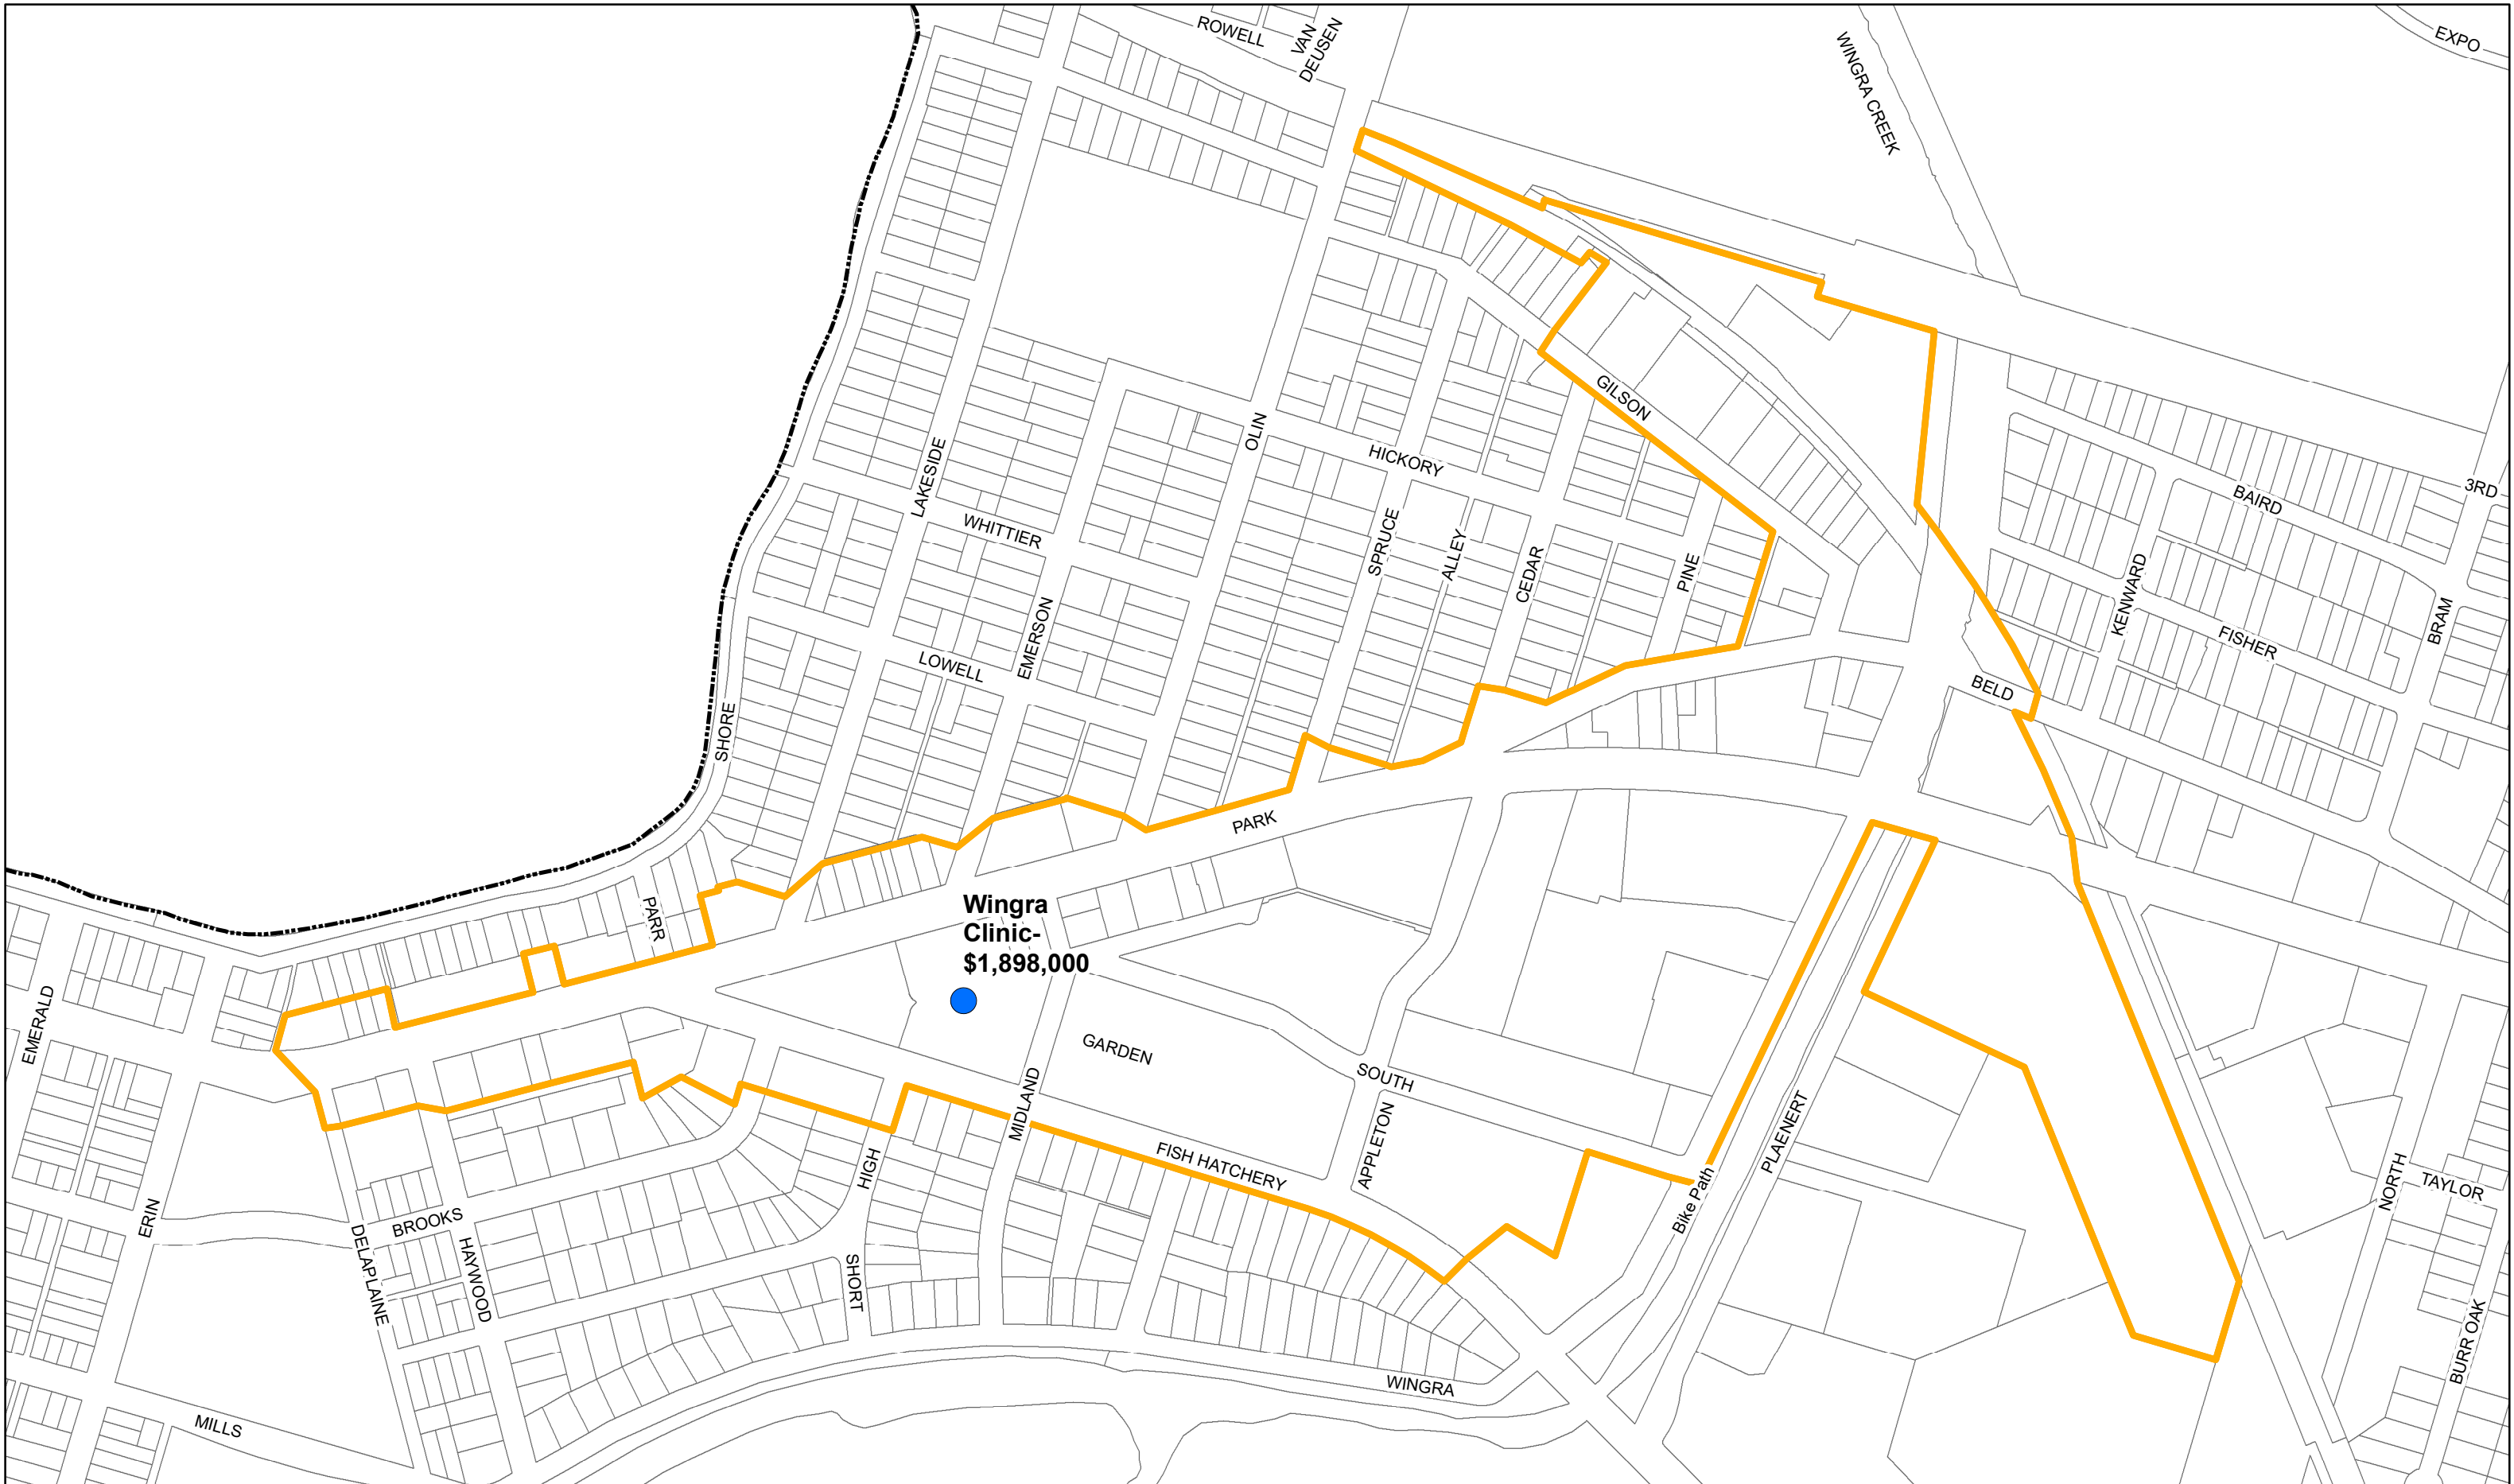 ROWELL
VAN
DEUSEN
WINGRA CREEK
EXPO
GILSON
OLIN
HICKORY
LAKESIDE
WHITTIER
SPRUCE
ALLEY
CEDAR
PINE
BAIRD
3RD
KENWARD
FISHER
BRAM
EMERSON
LOWELL
BELD
SHORE
PARK
PARR
Wingra
Clinic-
$1,898,000
EMERALD
GARDEN
SOUTH
MIDLAND
APPLETON
PLAENERT
FISH HATCHERY
HIGH
Bike Path
NORTH
TAYLOR
ERIN
BROOKS
DELAPLAINE
HAYWOOD
SHORT
BURR OAK
WINGRA
MILLS